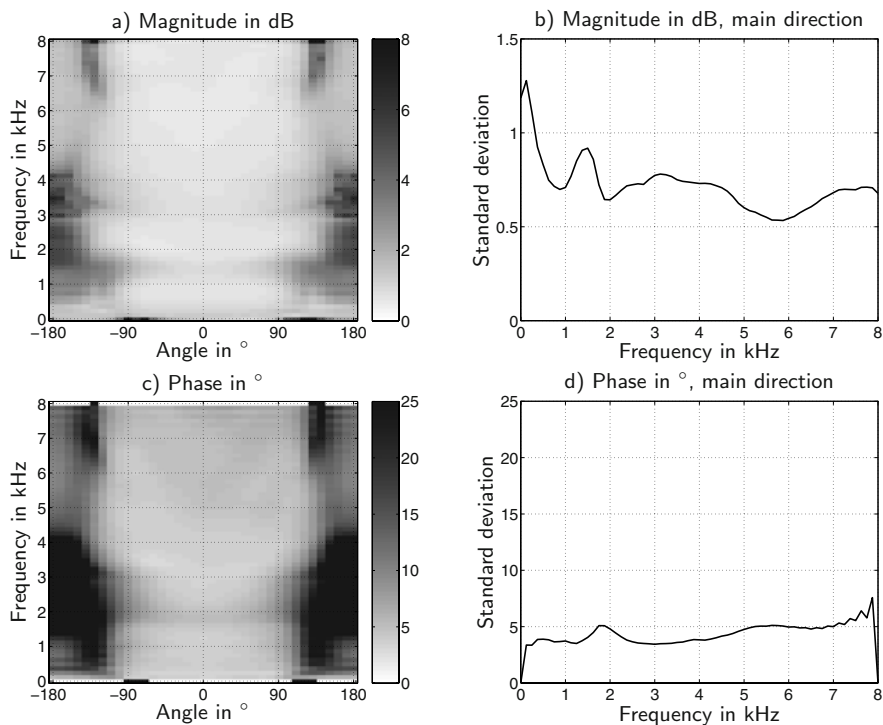 a) Magnitude in dB
8
7
6
5
4
3
2
1
0
Frequency in kHz
−180 −90 0 90 180
Angle in °
8
6
4
2
0
b) Magnitude in dB, main direction
1.5
1
0.5
0
Standard deviation
0 1 2 3 4 5 6 7 8
Frequency in kHz
c) Phase in °
8
7
6
5
4
3
2
1
0
Frequency in kHz
−180 −90 0 90 180
Angle in °
25
20
15
10
5
0
d) Phase in °, main direction
25
20
15
10
5
0
Standard deviation
0 1 2 3 4 5 6 7 8
Frequency in kHz